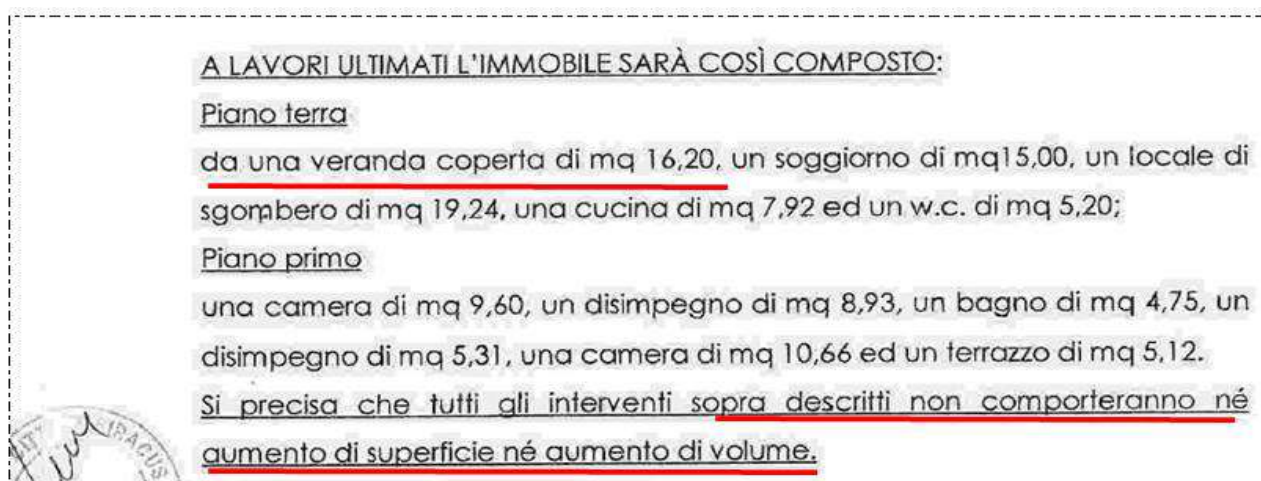 A LAVORI ULTIMATI L'IMMOBILE SARÀ COSÌ COMPOSTO:
Piano terra
da una veranda coperta di mq 16,20, un soggiorno di mq15,00, un locale di
sgombero di mq 19,24, una cucina di mq 7,92 ed un w.c. di mq 5,20;
Piano primo
una camera di mq 9,60, un disimpegno di mq 8,93, un bagno di mq 4,75, un
disimpegno di mq 5,31, una camera di mq 10,66 ed un terrazzo di mq 5,12.
Si precisa che tutti gli interventi sopra descritti non comporteranno né
aumento di superficie né aumento di volume.